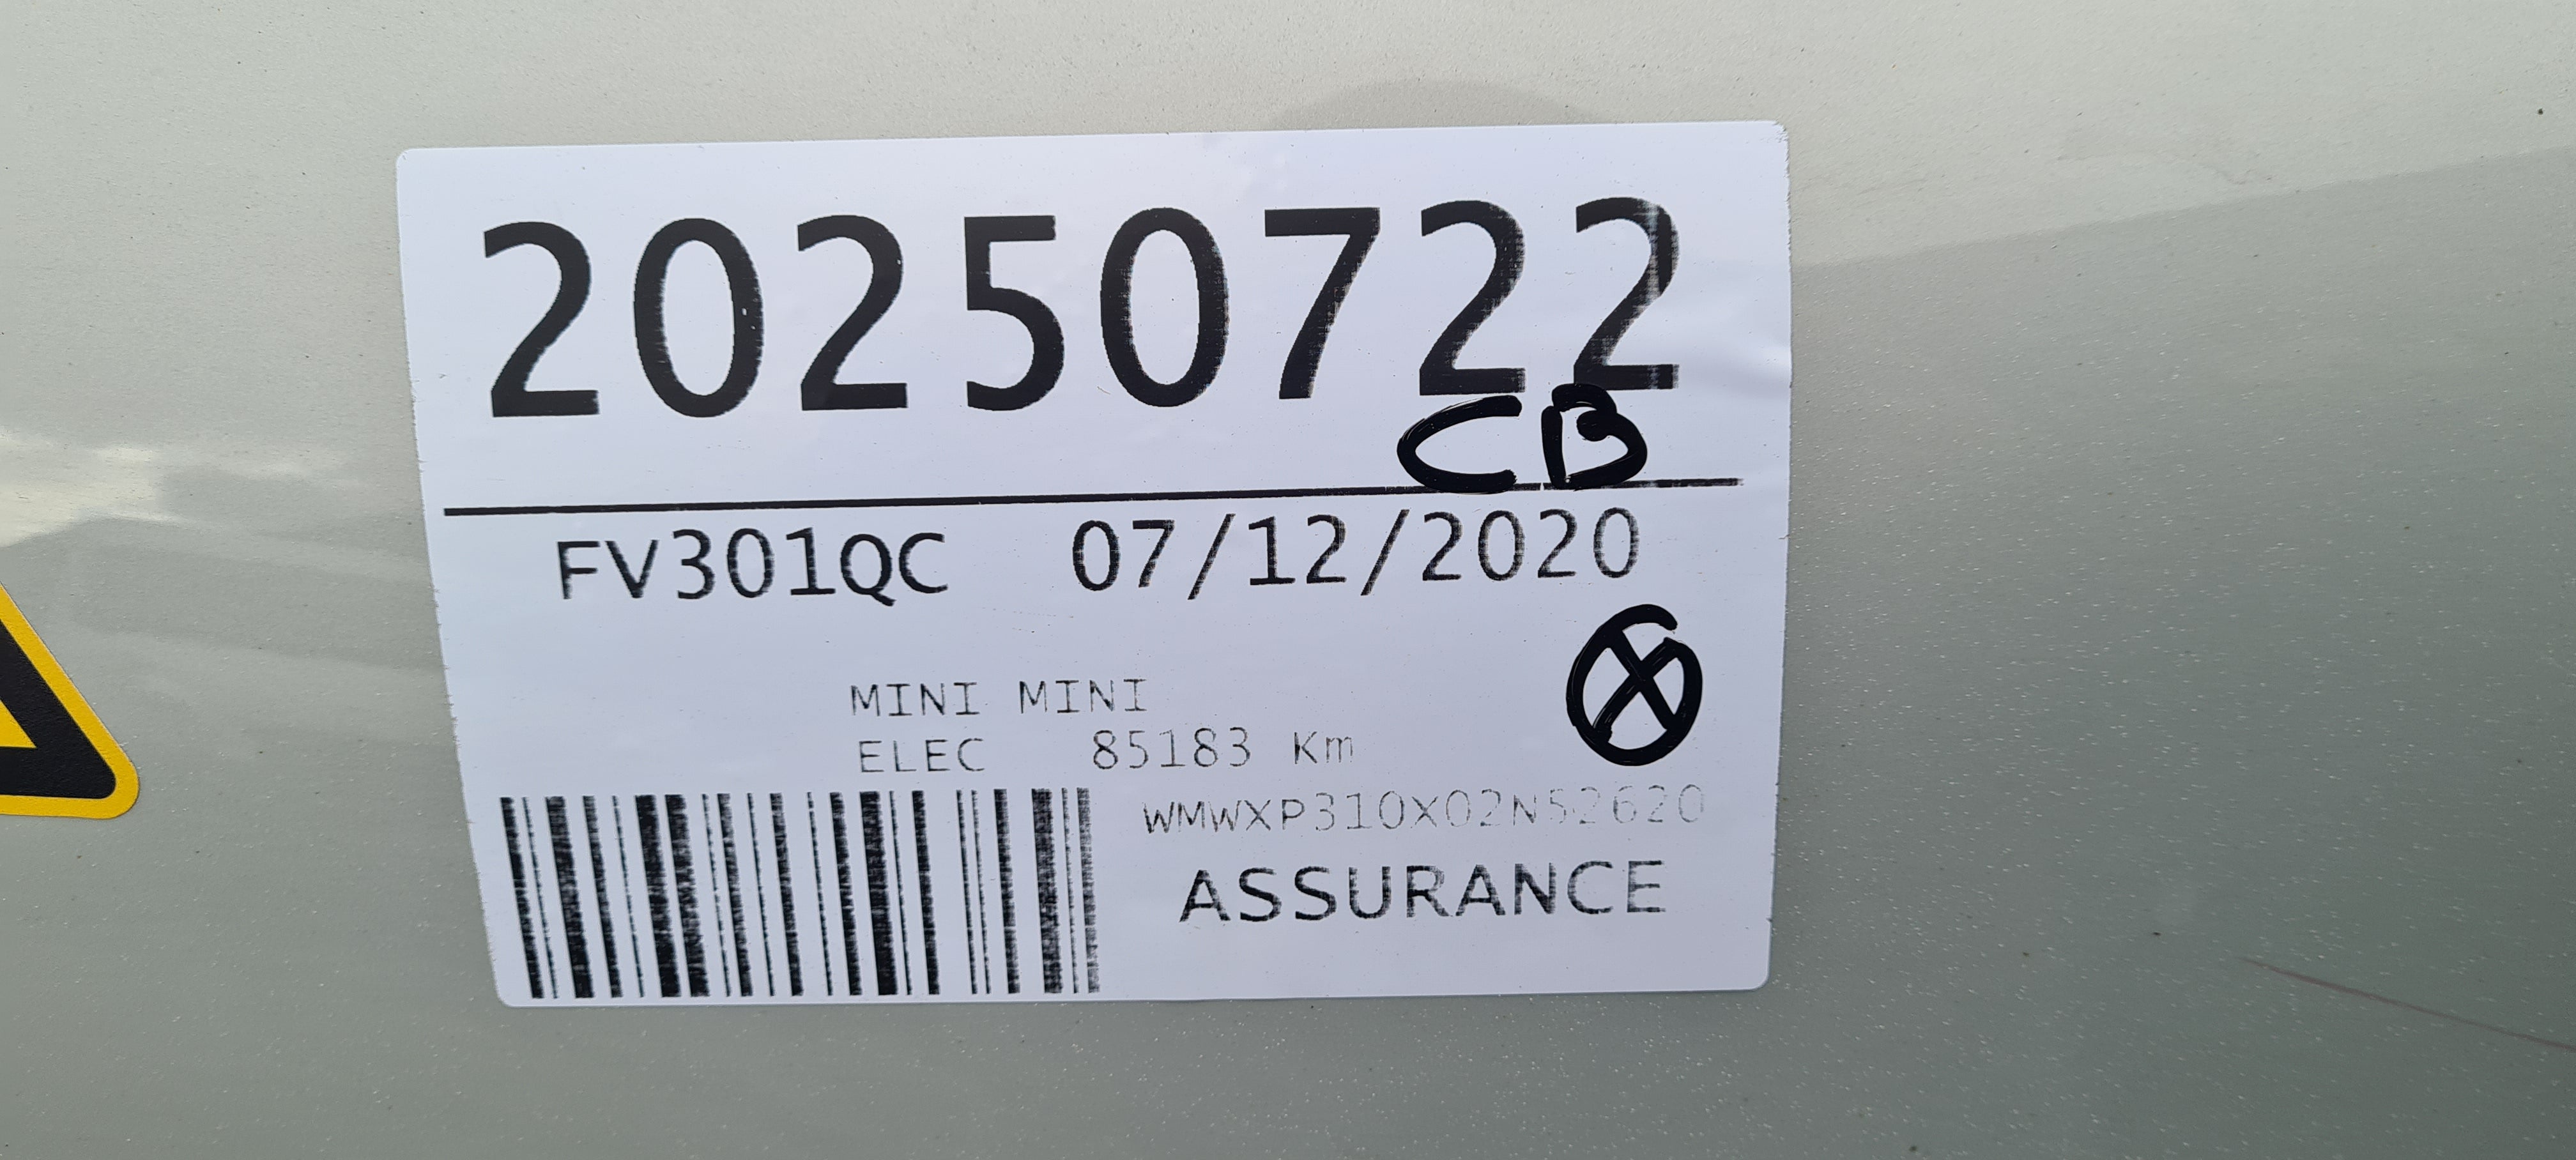 20250722
CB
FV301QC 07/12/2020
MINI MINI
ELEC 85183 Km
WMWXP310X02N52620
ASSURANCE